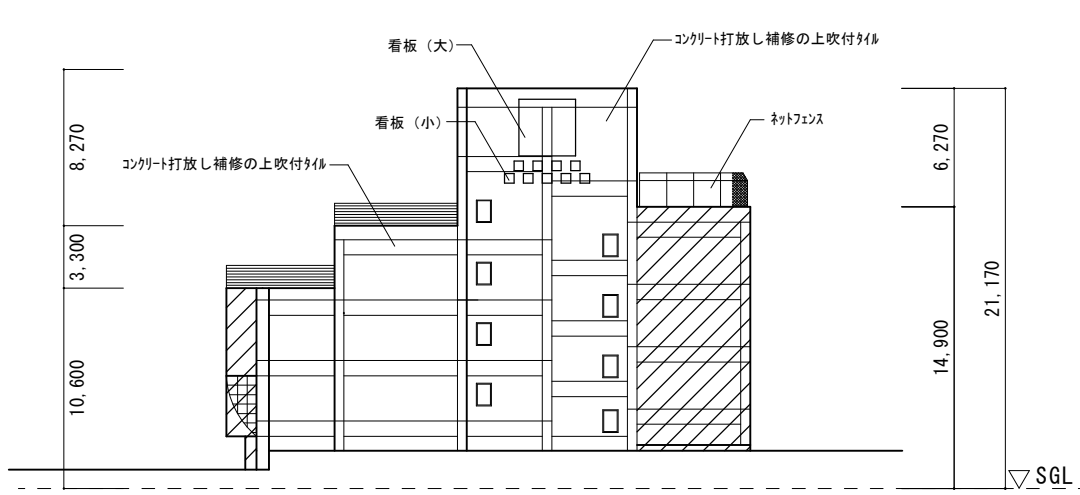 看板（大）
ｺﾝｸﾘｰﾄ打放し補修の上吹付ﾀｲﾙ
看板（小）
ﾈｯﾄﾌｪﾝｽ
ｺﾝｸﾘｰﾄ打放し補修の上吹付ﾀｲﾙ
8,270
3,300
10,600
6,270
14,900
21,170
SGL